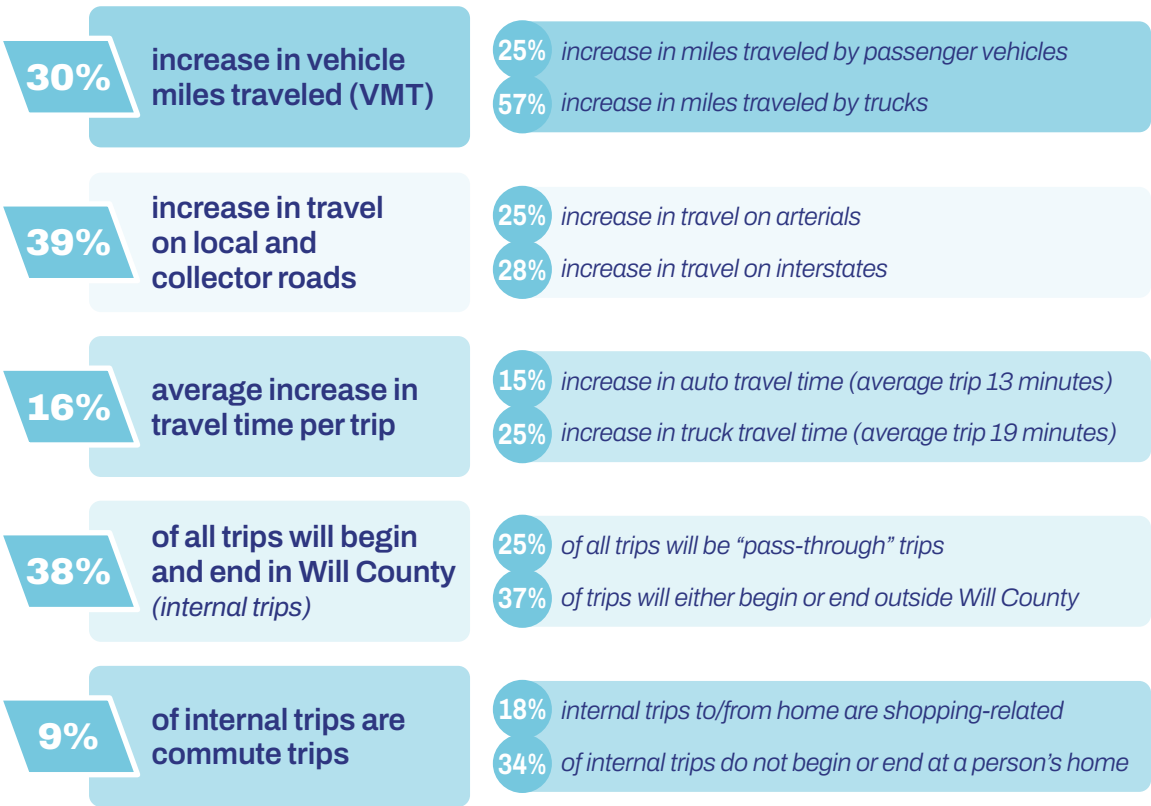 30%
increase in vehicle
miles traveled (VMT)
25% increase in miles traveled by passenger vehicles
57% increase in miles traveled by trucks
39%
increase in travel
on local and
collector roads
25% increase in travel on arterials
28% increase in travel on interstates
16%
average increase in
travel time per trip
15% increase in auto travel time (average trip 13 minutes)
25% increase in truck travel time (average trip 19 minutes)
38%
of all trips will begin
and end in Will County
(internal trips)
25% of all trips will be “pass-through” trips
37% of trips will either begin or end outside Will County
9%
of internal trips are
commute trips
18% internal trips to/from home are shopping-related
34% of internal trips do not begin or end at a person’s home